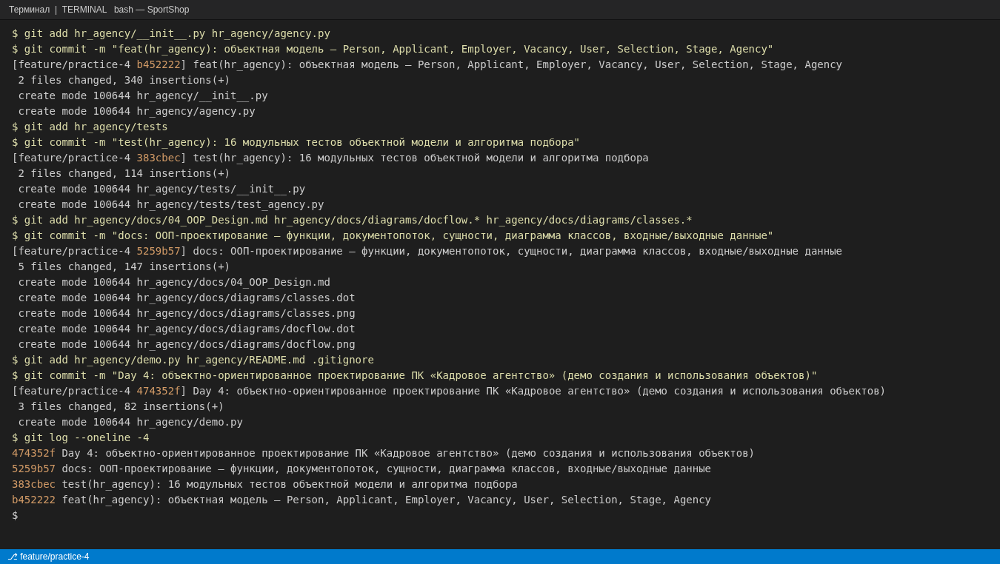 Терминал | TERMINAL bash — SportShop
$ git add hr_agency/__init__.py hr_agency/agency.py
$ git commit -m "feat(hr_agency): объектная модель — Person, Applicant, Employer, Vacancy, User, Selection, Stage, Agency"
[feature/practice-4 b452222] feat(hr_agency): объектная модель — Person, Applicant, Employer, Vacancy, User, Selection, Stage, Agency
 2 files changed, 340 insertions(+)
 create mode 100644 hr_agency/__init__.py
 create mode 100644 hr_agency/agency.py
$ git add hr_agency/tests
$ git commit -m "test(hr_agency): 16 модульных тестов объектной модели и алгоритма подбора"
[feature/practice-4 383cbec] test(hr_agency): 16 модульных тестов объектной модели и алгоритма подбора
 2 files changed, 114 insertions(+)
 create mode 100644 hr_agency/tests/__init__.py
 create mode 100644 hr_agency/tests/test_agency.py
$ git add hr_agency/docs/04_OOP_Design.md hr_agency/docs/diagrams/docflow.* hr_agency/docs/diagrams/classes.*
$ git commit -m "docs: ООП-проектирование — функции, документопоток, сущности, диаграмма классов, входные/выходные данные"
[feature/practice-4 5259b57] docs: ООП-проектирование — функции, документопоток, сущности, диаграмма классов, входные/выходные данные
 5 files changed, 147 insertions(+)
 create mode 100644 hr_agency/docs/04_OOP_Design.md
 create mode 100644 hr_agency/docs/diagrams/classes.dot
 create mode 100644 hr_agency/docs/diagrams/classes.png
 create mode 100644 hr_agency/docs/diagrams/docflow.dot
 create mode 100644 hr_agency/docs/diagrams/docflow.png
$ git add hr_agency/demo.py hr_agency/README.md .gitignore
$ git commit -m "Day 4: объектно-ориентированное проектирование ПК «Кадровое агентство» (демо создания и использования объектов)"
[feature/practice-4 474352f] Day 4: объектно-ориентированное проектирование ПК «Кадровое агентство» (демо создания и использования объектов)
 3 files changed, 82 insertions(+)
 create mode 100644 hr_agency/demo.py
$ git log --oneline -4
474352f Day 4: объектно-ориентированное проектирование ПК «Кадровое агентство» (демо создания и использования объектов)
5259b57 docs: ООП-проектирование — функции, документопоток, сущности, диаграмма классов, входные/выходные данные
383cbec test(hr_agency): 16 модульных тестов объектной модели и алгоритма подбора
b452222 feat(hr_agency): объектная модель — Person, Applicant, Employer, Vacancy, User, Selection, Stage, Agency
$
⎇ feature/practice-4